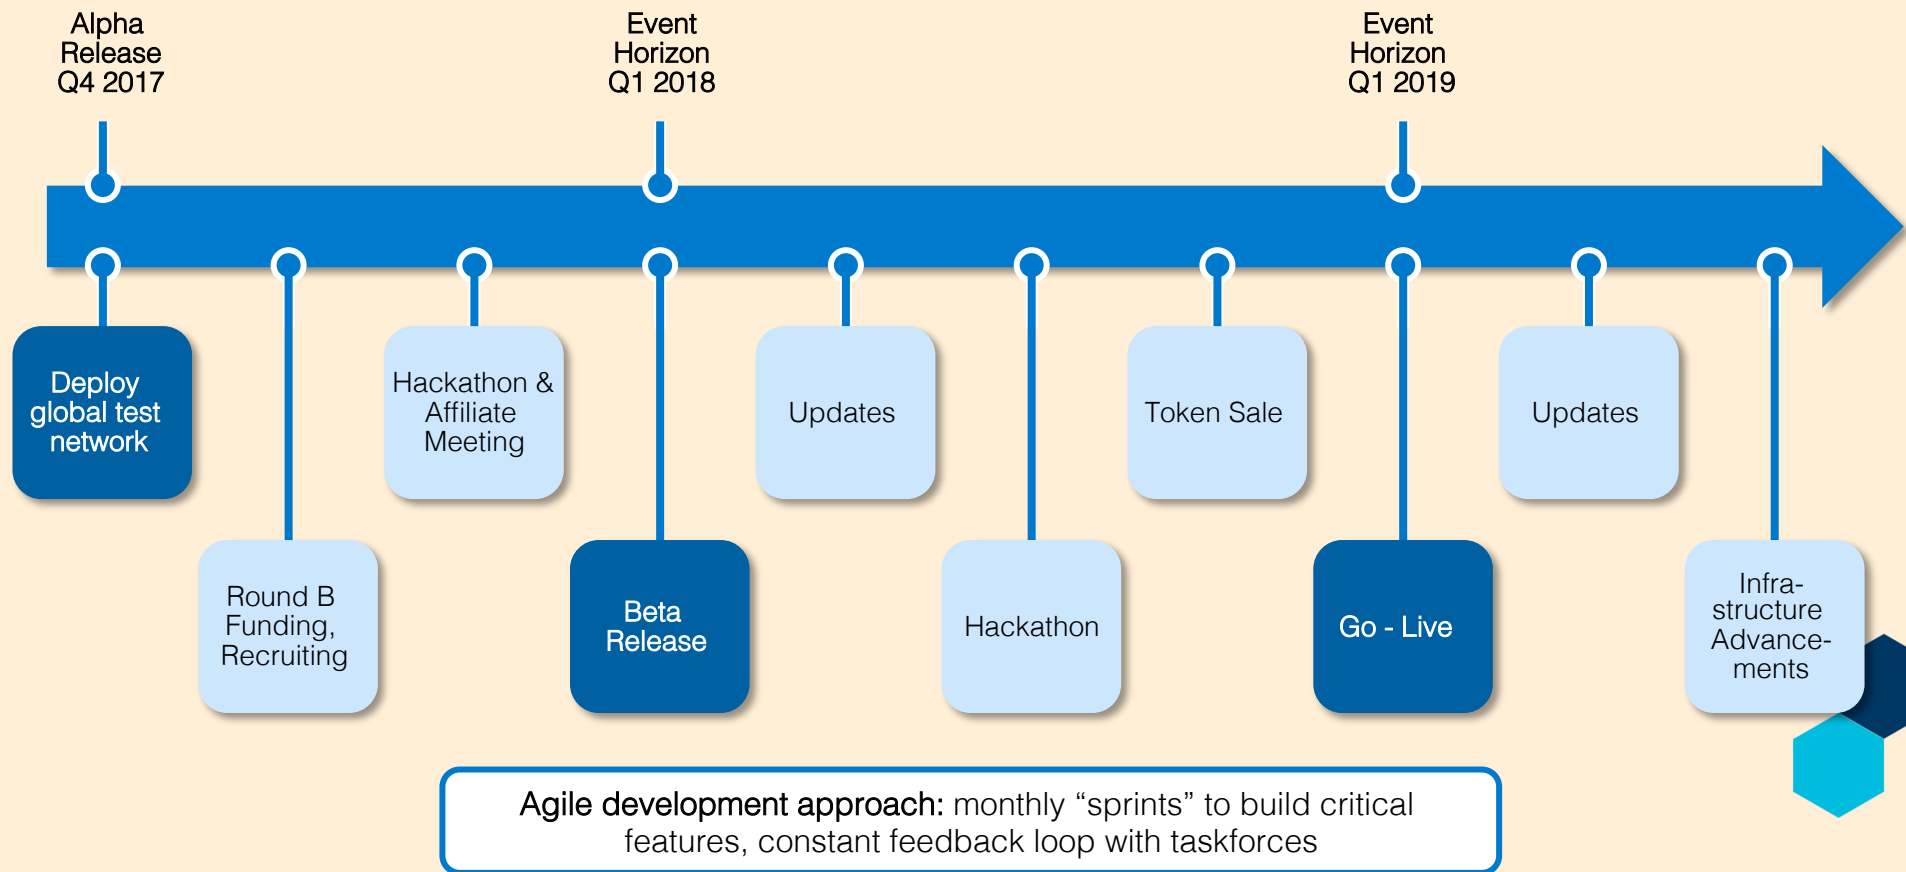 Alpha
Release
Q4 2017
Event
Horizon
Q1 2018
Event
Horizon
Q1 2019
Deploy
global test
network
Round B
Funding,
Recruiting
Hackathon &
Affiliate
Meeting
Beta
Release
Updates
Hackathon
Token Sale
Go - Live
Updates
Infra-
structure
Advance-
ments
Agile development approach: monthly “sprints” to build critical
features, constant feedback loop with taskforces